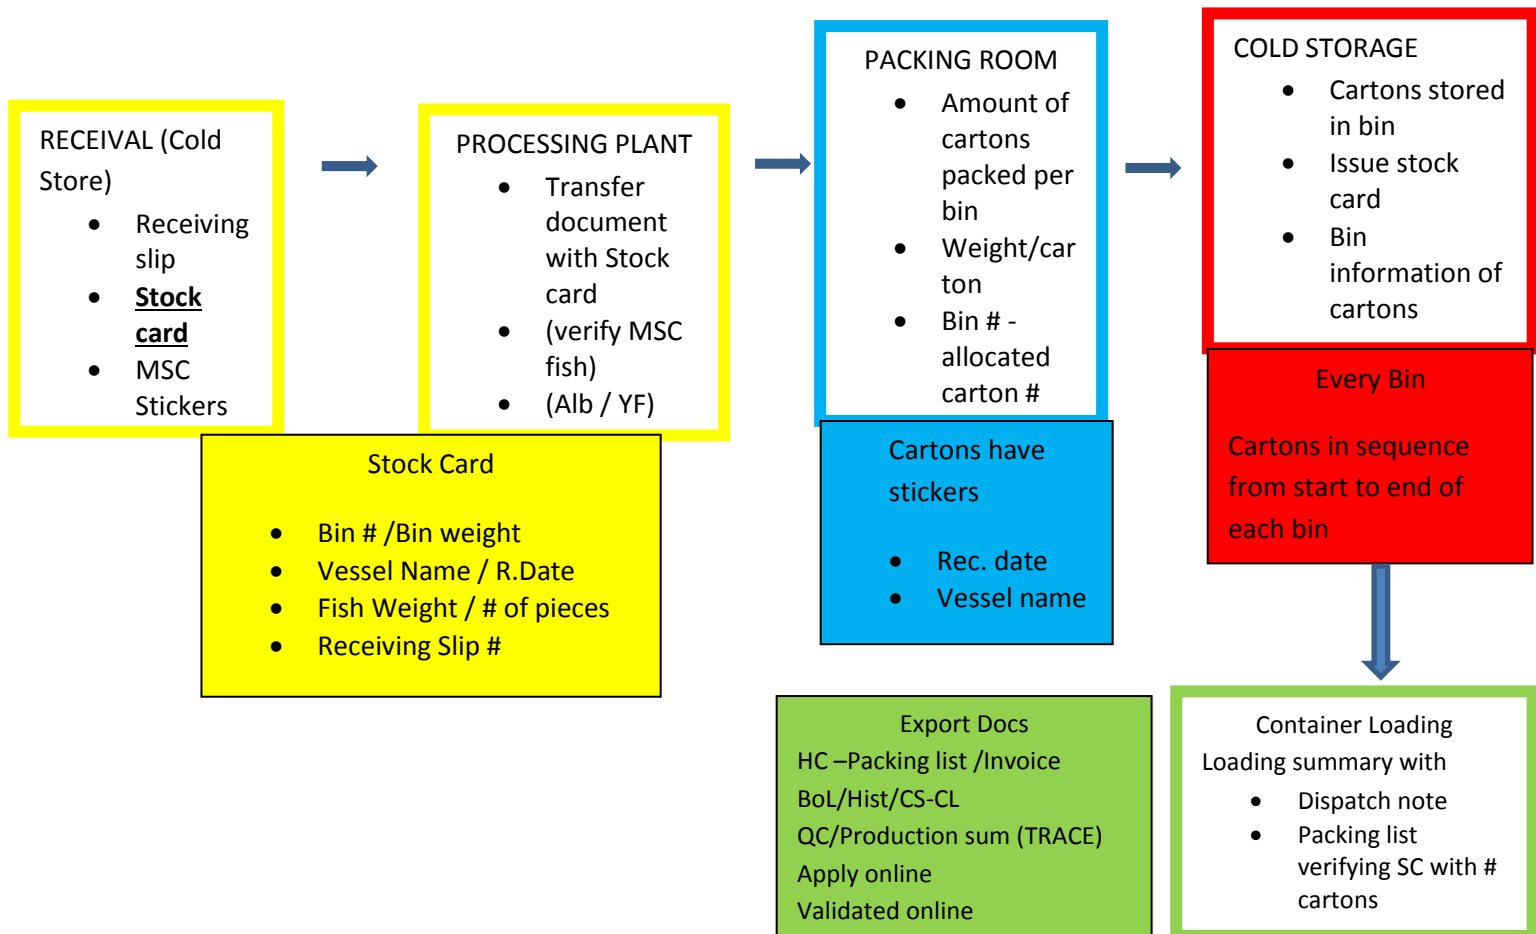 RECEIVAL (Cold
Store)
• Receiving
slip
• Stock
card
• MSC
Stickers
PROCESSING PLANT
• Transfer
document
with Stock
card
• (verify MSC
fish)
• (Alb / YF)
Stock Card
• Bin # /Bin weight
• Vessel Name / R.Date
• Fish Weight / # of pieces
• Receiving Slip #
PACKING ROOM
• Amount of
cartons
packed per
bin
• Weight/car
ton
• Bin # -
allocated
carton #
Cartons have
stickers
• Rec. date
• Vessel name
COLD STORAGE
• Cartons stored
in bin
• Issue stock
card
• Bin
information of
cartons
Every Bin
Cartons in sequence
from start to end of
each bin
Export Docs
HC –Packing list /Invoice
BoL/Hist/CS-CL
QC/Production sum (TRACE)
Apply online
Validated online
Container Loading
Loading summary with
• Dispatch note
• Packing list
verifying SC with #
cartons